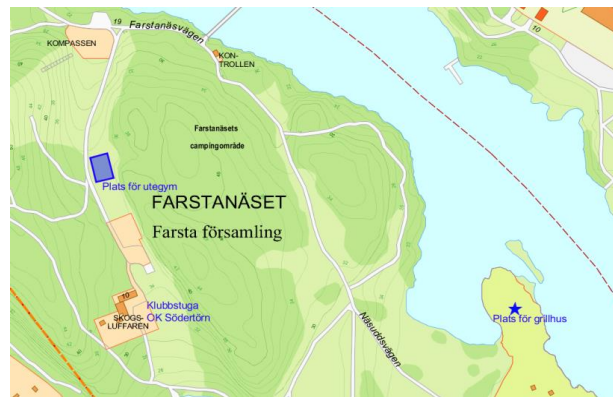 19
Farstanäsvägen
10
KOMPASSEN
KON-
TROLLEN
Farstanäsets
campingområde
Plats för utegym
FARSTANÄSET
Farsta församling
10
Klubbstuga
OK Södertörn
SKOGS-
LUFFAREN
Näsuddsvägen
Plats för grillhus